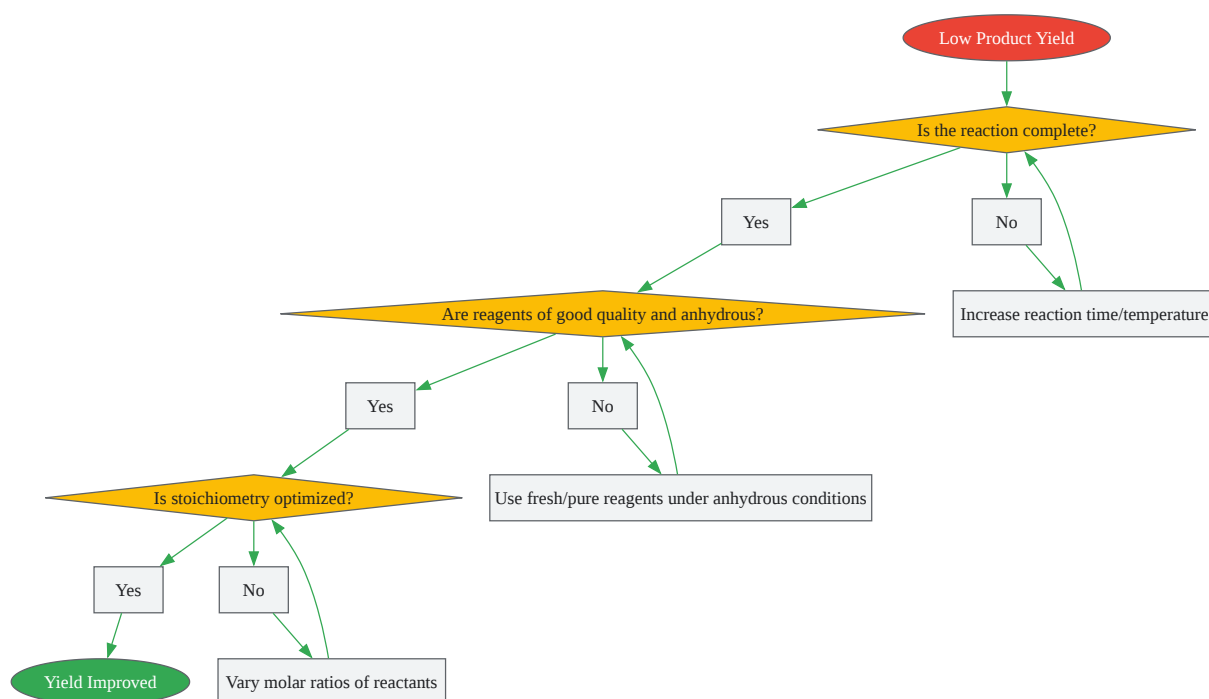 Low Product Yield
Is the reaction complete?
Yes
No
Are reagents of good quality and anhydrous?
Increase reaction time/temperature
Yes
No
Is stoichiometry optimized?
Use fresh/pure reagents under anhydrous conditions
Yes
No
Yield Improved
Vary molar ratios of reactants